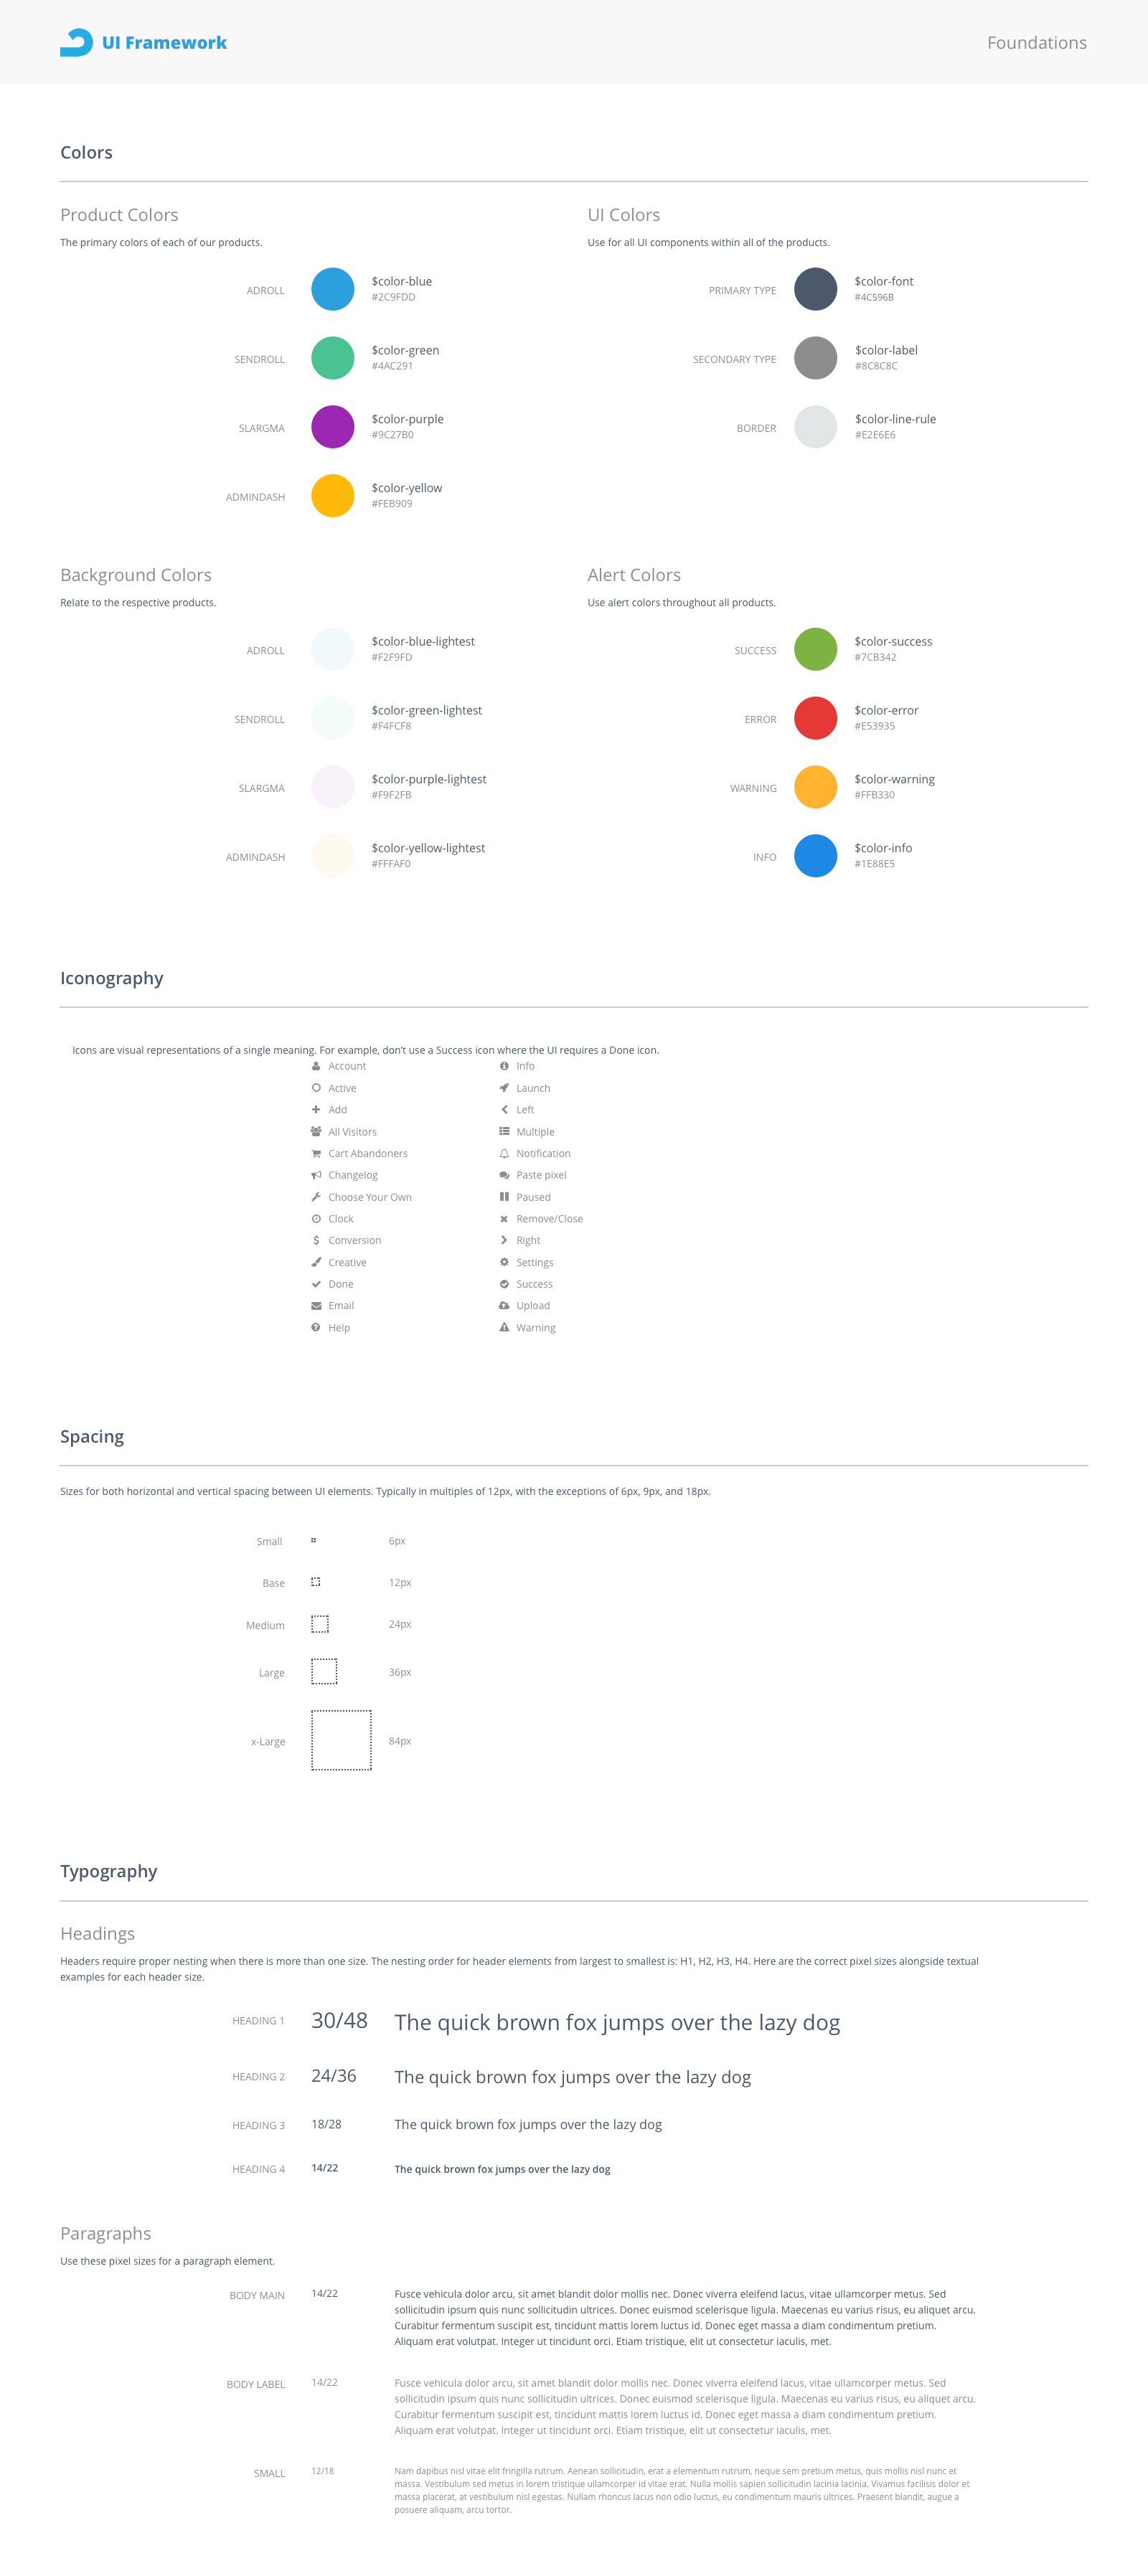 UI Framework
Foundations
Colors
Product Colors
The primary colors of each of our products.
ADROLL
$color-blue
#2C9FDD
SENDROLL
$color-green
#4AC291
SLARGMA
$color-purple
#9C27B0
ADMINDASH
$color-yellow
#FEB909
UI Colors
Use for all UI components within all of the products.
PRIMARY TYPE
$color-font
#4C596B
SECONDARY TYPE
$color-label
#8C8C8C
BORDER
$color-line-rule
#E2E6E6
Background Colors
Relate to the respective products.
ADROLL
$color-blue-lightest
#F2F9FD
SENDROLL
$color-green-lightest
#F4FCF8
SLARGMA
$color-purple-lightest
#F9F2FB
ADMINDASH
$color-yellow-lightest
#FFFAF0
Alert Colors
Use alert colors throughout all products.
SUCCESS
$color-success
#7CB342
ERROR
$color-error
#E53935
WARNING
$color-warning
#FFB330
INFO
$color-info
#1E88E5
Iconography
Icons are visual representations of a single meaning. For example, don't use a Success icon where the UI requires a Done icon.
Account
Active
Add
All Visitors
Cart Abandoners
Changelog
Choose Your Own
Clock
Conversion
Creative
Done
Email
Help
Info
Launch
Left
Multiple
Notification
Paste pixel
Paused
Remove/Close
Right
Settings
Success
Upload
Warning
Spacing
Sizes for both horizontal and vertical spacing between UI elements. Typically in multiples of 12px, with the exceptions of 6px, 9px, and 18px.
Small 6px
Base 12px
Medium 24px
Large 36px
x-Large 84px
Typography
Headings
Headers require proper nesting when there is more than one size. The nesting order for header elements from largest to smallest is: H1, H2, H3, H4. Here are the correct pixel sizes alongside textual
examples for each header size.
HEADING 1 30/48 The quick brown fox jumps over the lazy dog
HEADING 2 24/36 The quick brown fox jumps over the lazy dog
HEADING 3 18/28 The quick brown fox jumps over the lazy dog
HEADING 4 14/22 The quick brown fox jumps over the lazy dog
Paragraphs
Use these pixel sizes for a paragraph element.
BODY MAIN 14/22 Fusce vehicula dolor arcu, sit amet blandit dolor mollis nec. Donec viverra eleifend lacus, vitae ullamcorper metus. Sed
sollicitudin ipsum quis nunc sollicitudin ultrices. Donec euismod scelerisque ligula. Maecenas eu varius risus, eu aliquet arcu.
Curabitur fermentum suscipit est, tincidunt mattis lorem luctus id. Donec eget massa a diam condimentum pretium.
Aliquam erat volutpat. Integer ut tincidunt orci. Etiam tristique, elit ut consectetur iaculis, met.
BODY LABEL 14/22 Fusce vehicula dolor arcu, sit amet blandit dolor mollis nec. Donec viverra eleifend lacus, vitae ullamcorper metus. Sed
sollicitudin ipsum quis nunc sollicitudin ultrices. Donec euismod scelerisque ligula. Maecenas eu varius risus, eu aliquet arcu.
Curabitur fermentum suscipit est, tincidunt mattis lorem luctus id. Donec eget massa a diam condimentum pretium.
Aliquam erat volutpat. Integer ut tincidunt orci. Etiam tristique, elit ut consectetur iaculis, met.
SMALL 12/18 Nam dapibus nisl vitae elit fringilla rutrum. Aenean sollicitudin, erat a elementum rutrum, neque sem pretium metus, quis mollis nisl nunc et
massa. Vestibulum sed metus in lorem tristique ullamcorper id vitae erat. Nulla mollis sapien sollicitudin lacinia lacinia. Vivamus facilisis dolor et
massa placerat, at vestibulum nisl egestas. Nullam rhoncus lacus non odio luctus, eu condimentum mauris ultrices. Praesent blandit, augue a
posuere aliquam, arcu tortor.